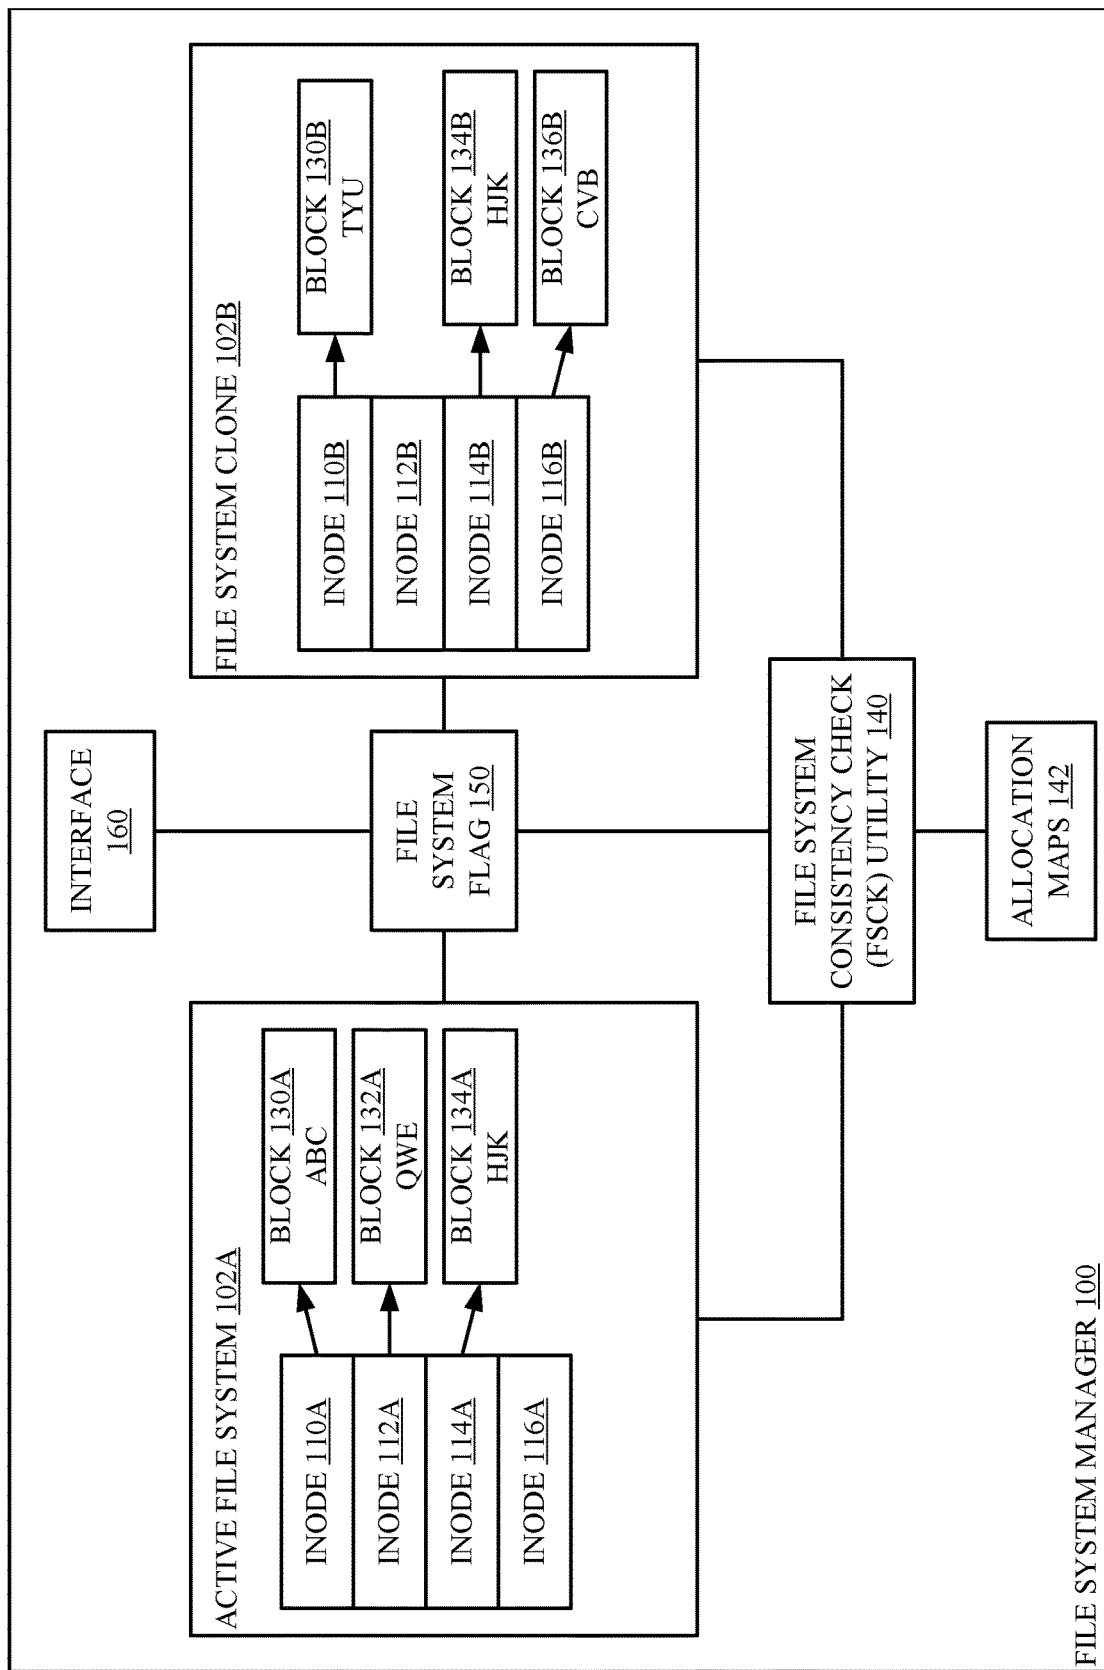 INTERFACE
160
ACTIVE FILE SYSTEM 102A
INODE 110A
INODE 112A
INODE 114A
INODE 116A
BLOCK 130A
ABC
BLOCK 132A
QWE
BLOCK 134A
HJK
FILE
SYSTEM
FLAG 150
FILE SYSTEM CLONE 102B
INODE 110B
INODE 112B
INODE 114B
INODE 116B
BLOCK 130B
TYU
BLOCK 134B
HJK
BLOCK 136B
CVB
FILE SYSTEM
CONSISTENCY CHECK
(FSCK) UTILITY 140
ALLOCATION
MAPS 142
FILE SYSTEM MANAGER 100